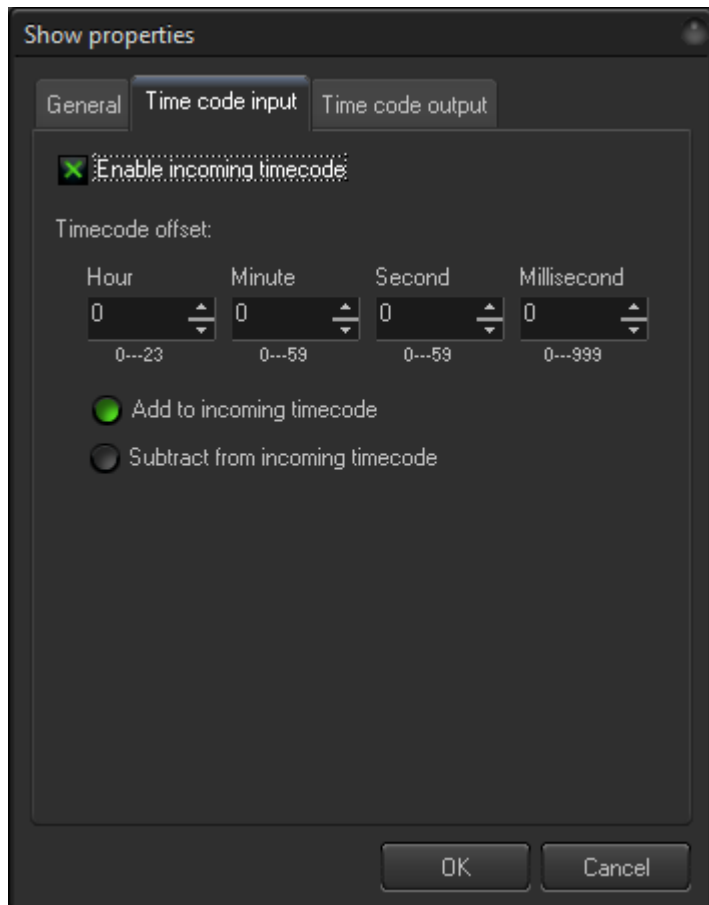 Show properties
General Time code input Time code output
Enable incoming timecode
Timecode offset:
Hour Minute Second Millisecond
0 0 0 0
0---23 0---59 0---59 0---999
Add to incoming timecode
Subtract from incoming timecode
OK Cancel